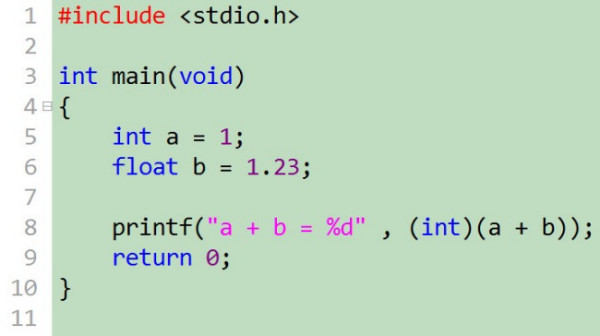 1 #include <stdio.h>
2
3 int main(void)
4 {
5     int a = 1;
6     float b = 1.23;
7
8     printf("a + b = %d" , (int)(a + b));
9     return 0;
10 }
11